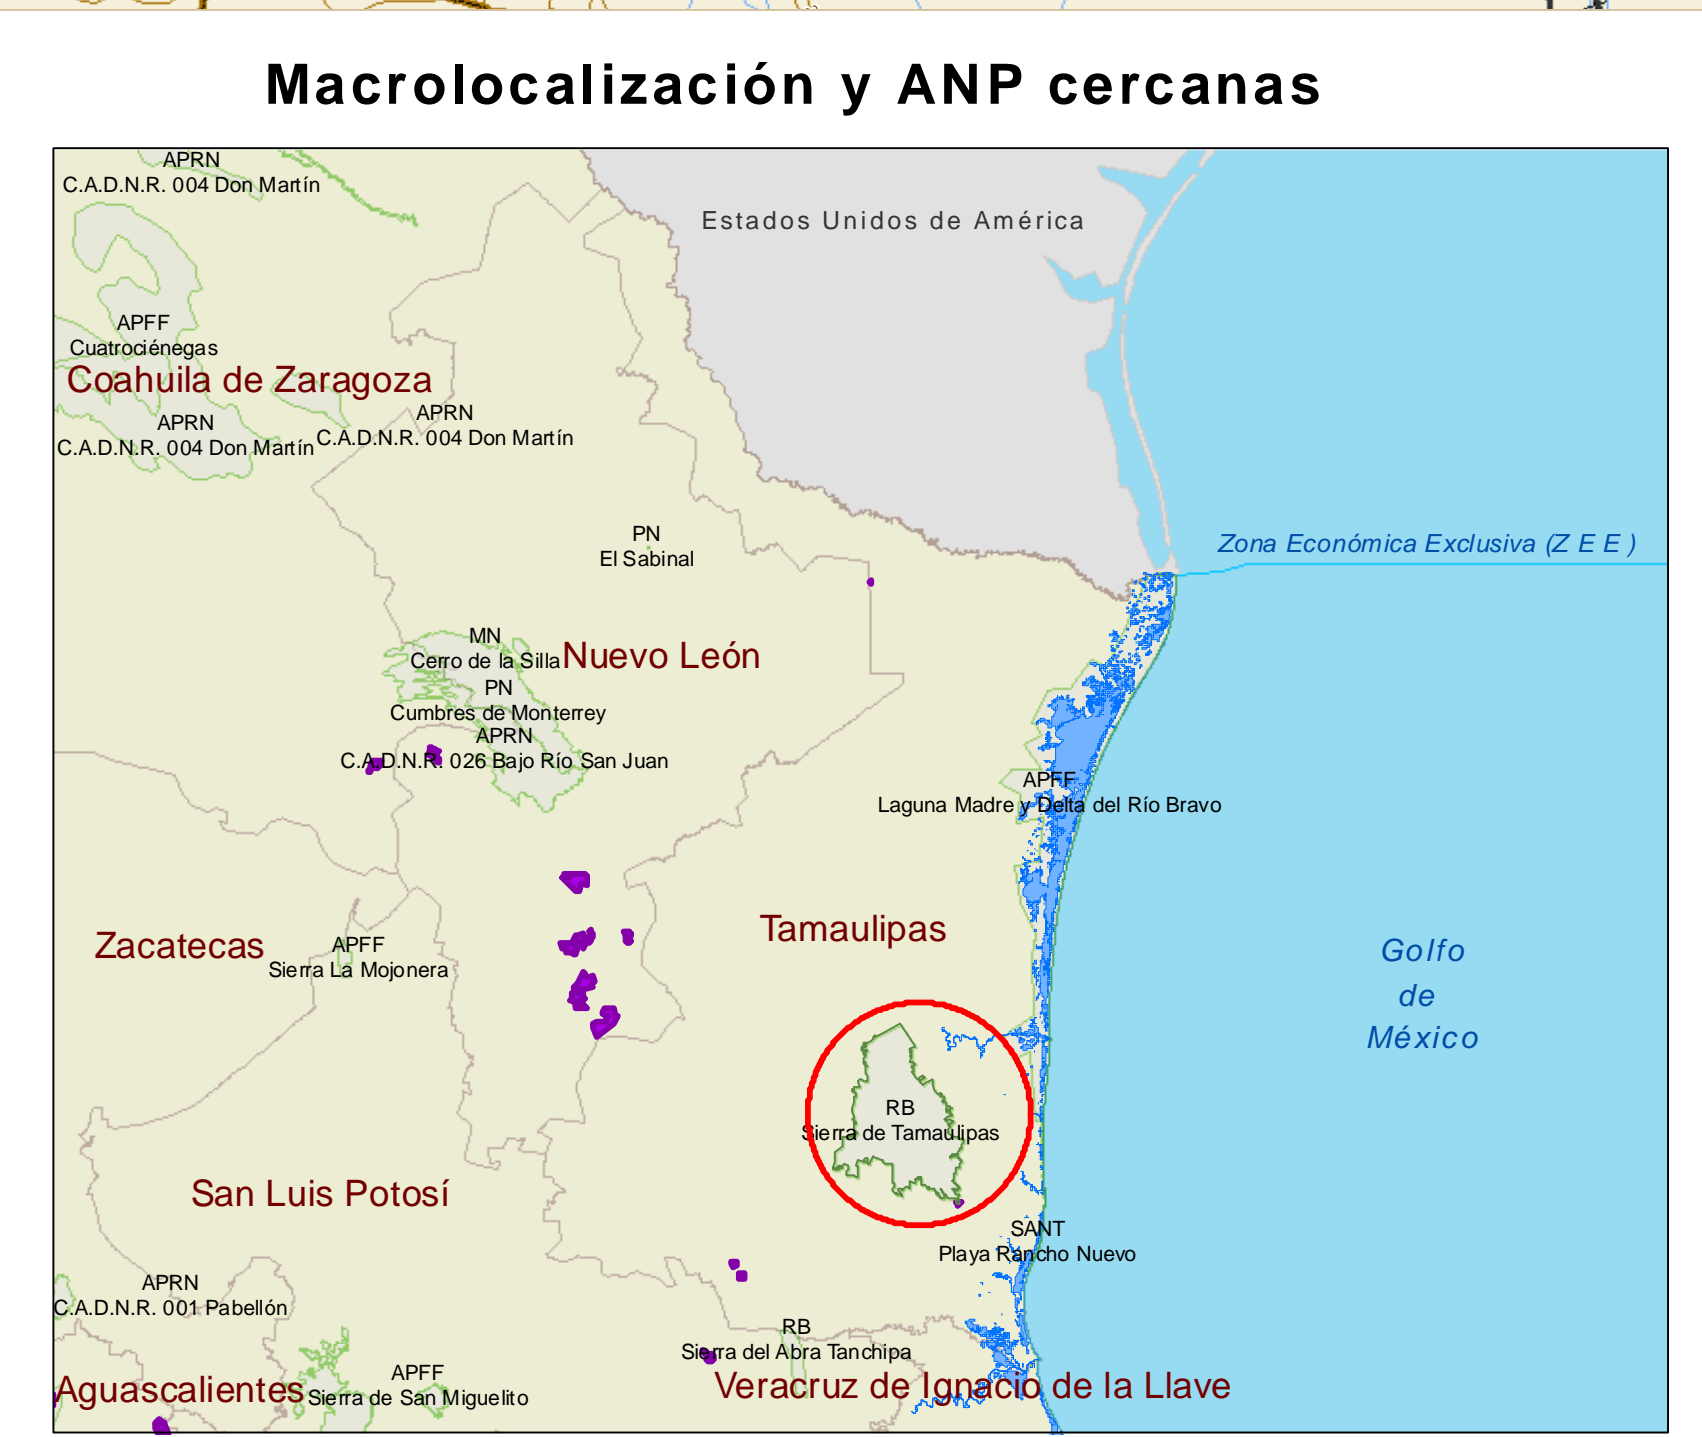 Macrolocalización y ANP cercanas
APRN
C.A.D.N.R. 004 Don Martín
Estados Unidos de América
APFF
Cuatrociénegas
Coahuila de Zaragoza
APRN
C.A.D.N.R. 004 Don Martín
APRN
C.A.D.N.R. 004 Don Martín
PN
El Sabinal
Zona Económica Exclusiva (Z E E )
MN
Cerro de la Silla
Nuevo León
PN
Cumbres de Monterrey
APRN
C.A.D.N.R. 026 Bajo Río San Juan
APFF
Laguna Madre y Delta del Río Bravo
Zacatecas
APFF
Sierra La Mojonera
Tamaulipas
Golfo
de
México
RB
Sierra de Tamaulipas
San Luis Potosí
SANT
Playa Rancho Nuevo
APRN
C.A.D.N.R. 001 Pabellón
RB
Sierra del Abra Tanchipa
Aguascalientes
APFF
Sierra de San Miguelito
Veracruz de Ignacio de la Llave